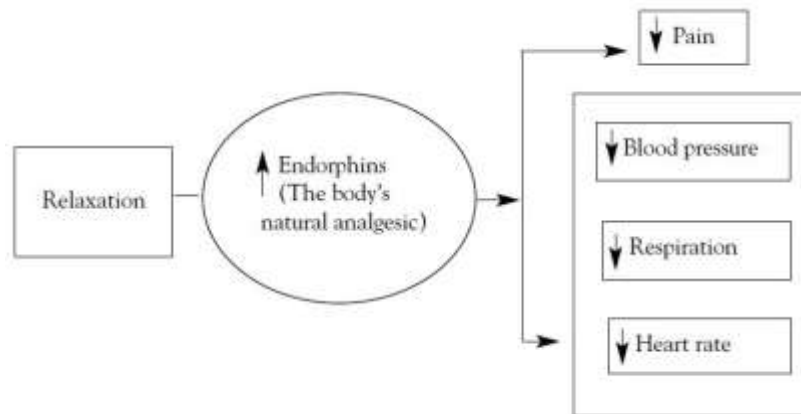 Pain
Relaxation
Endorphins
(The body's
natural analgesic)
Blood pressure
Respiration
Heart rate